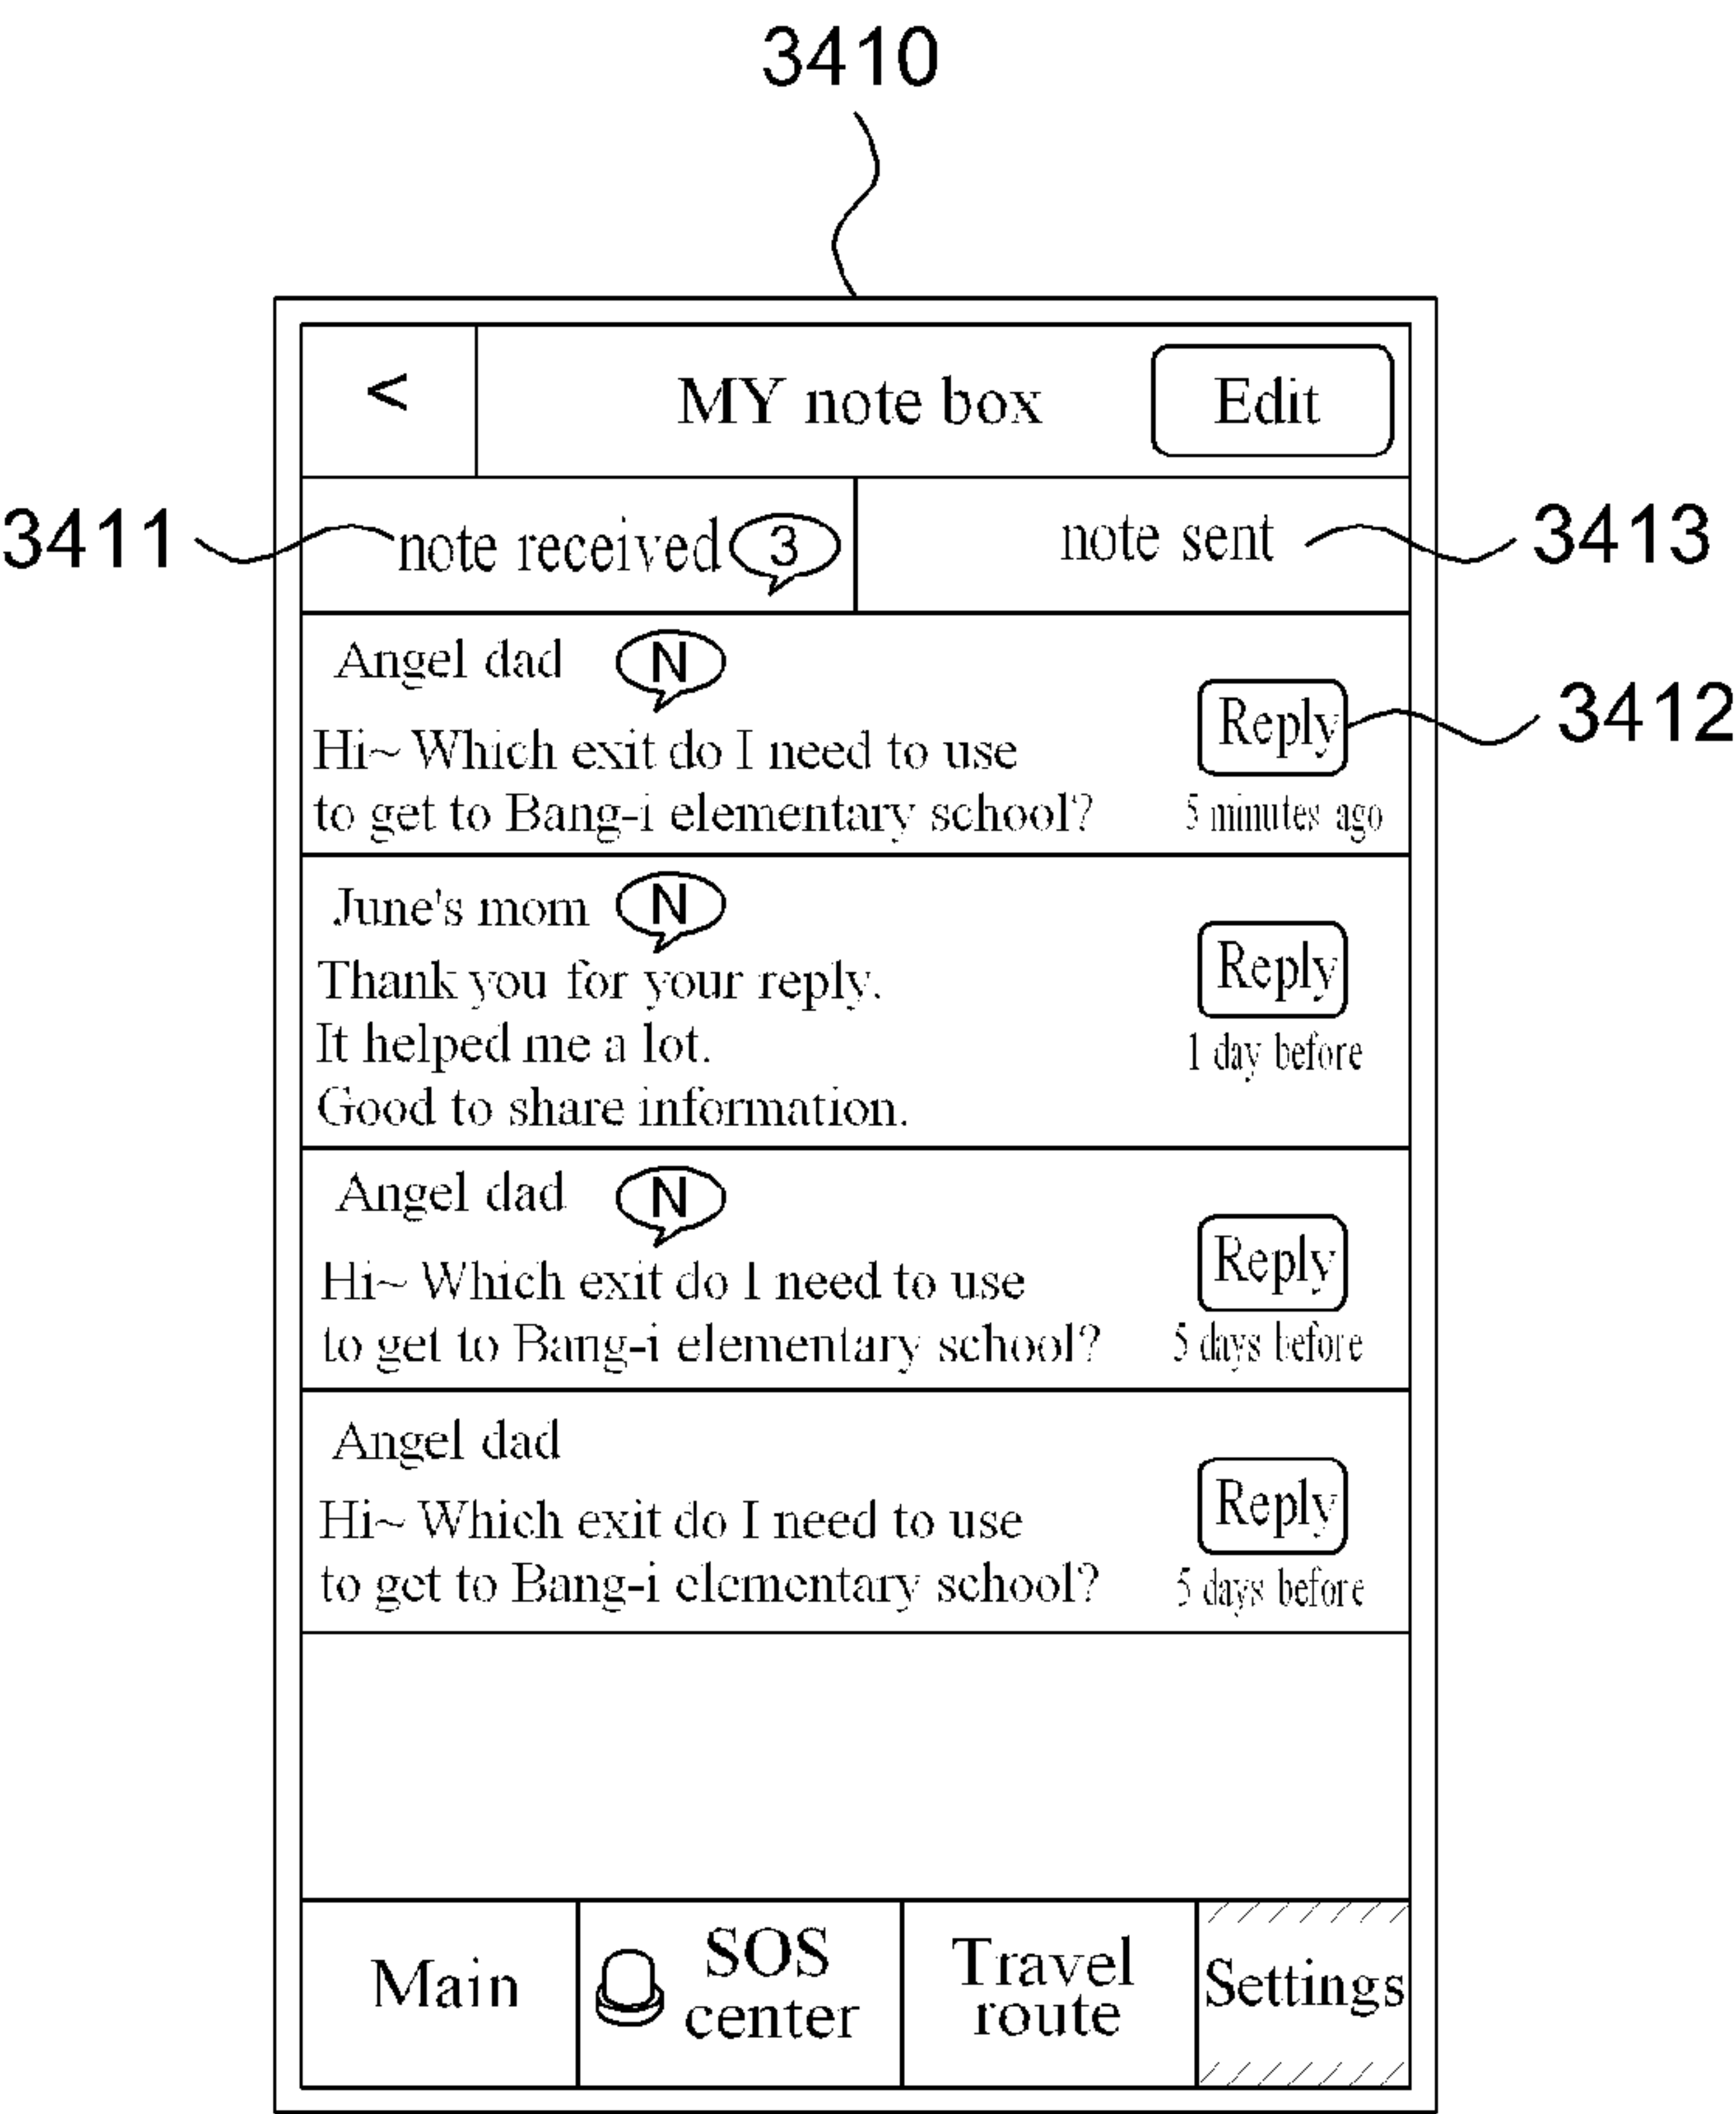 3410
< MY note box Edit
3411 note received 3 note sent 3413
Angel dad N
Reply 3412
Hi~ Which exit do I need to use
to get to Bang-i elementary school? 5 minutes ago
June's mom N
Reply
Thank you for your reply.
It helped me a lot. 1 day before
Good to share information.
Angel dad N
Reply
Hi~ Which exit do I need to use
to get to Bang-i elementary school? 5 days before
Angel dad
Reply
Hi~ Which exit do I need to use
to get to Bang-i elementary school? 5 days before
Main
SOS
center
Travel
route
Settings